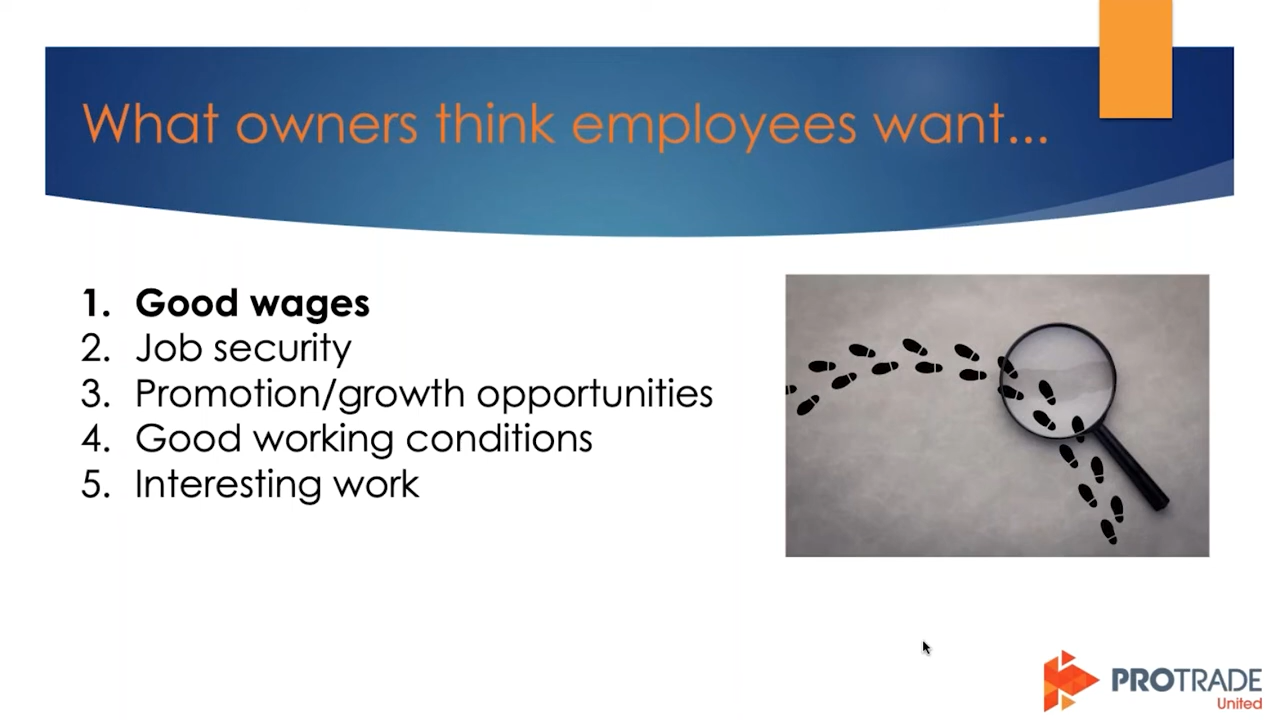 What owners think employees want...
1. Good wages
2. Job security
3. Promotion/growth opportunities
4. Good working conditions
5. Interesting work
PROTRADE
United